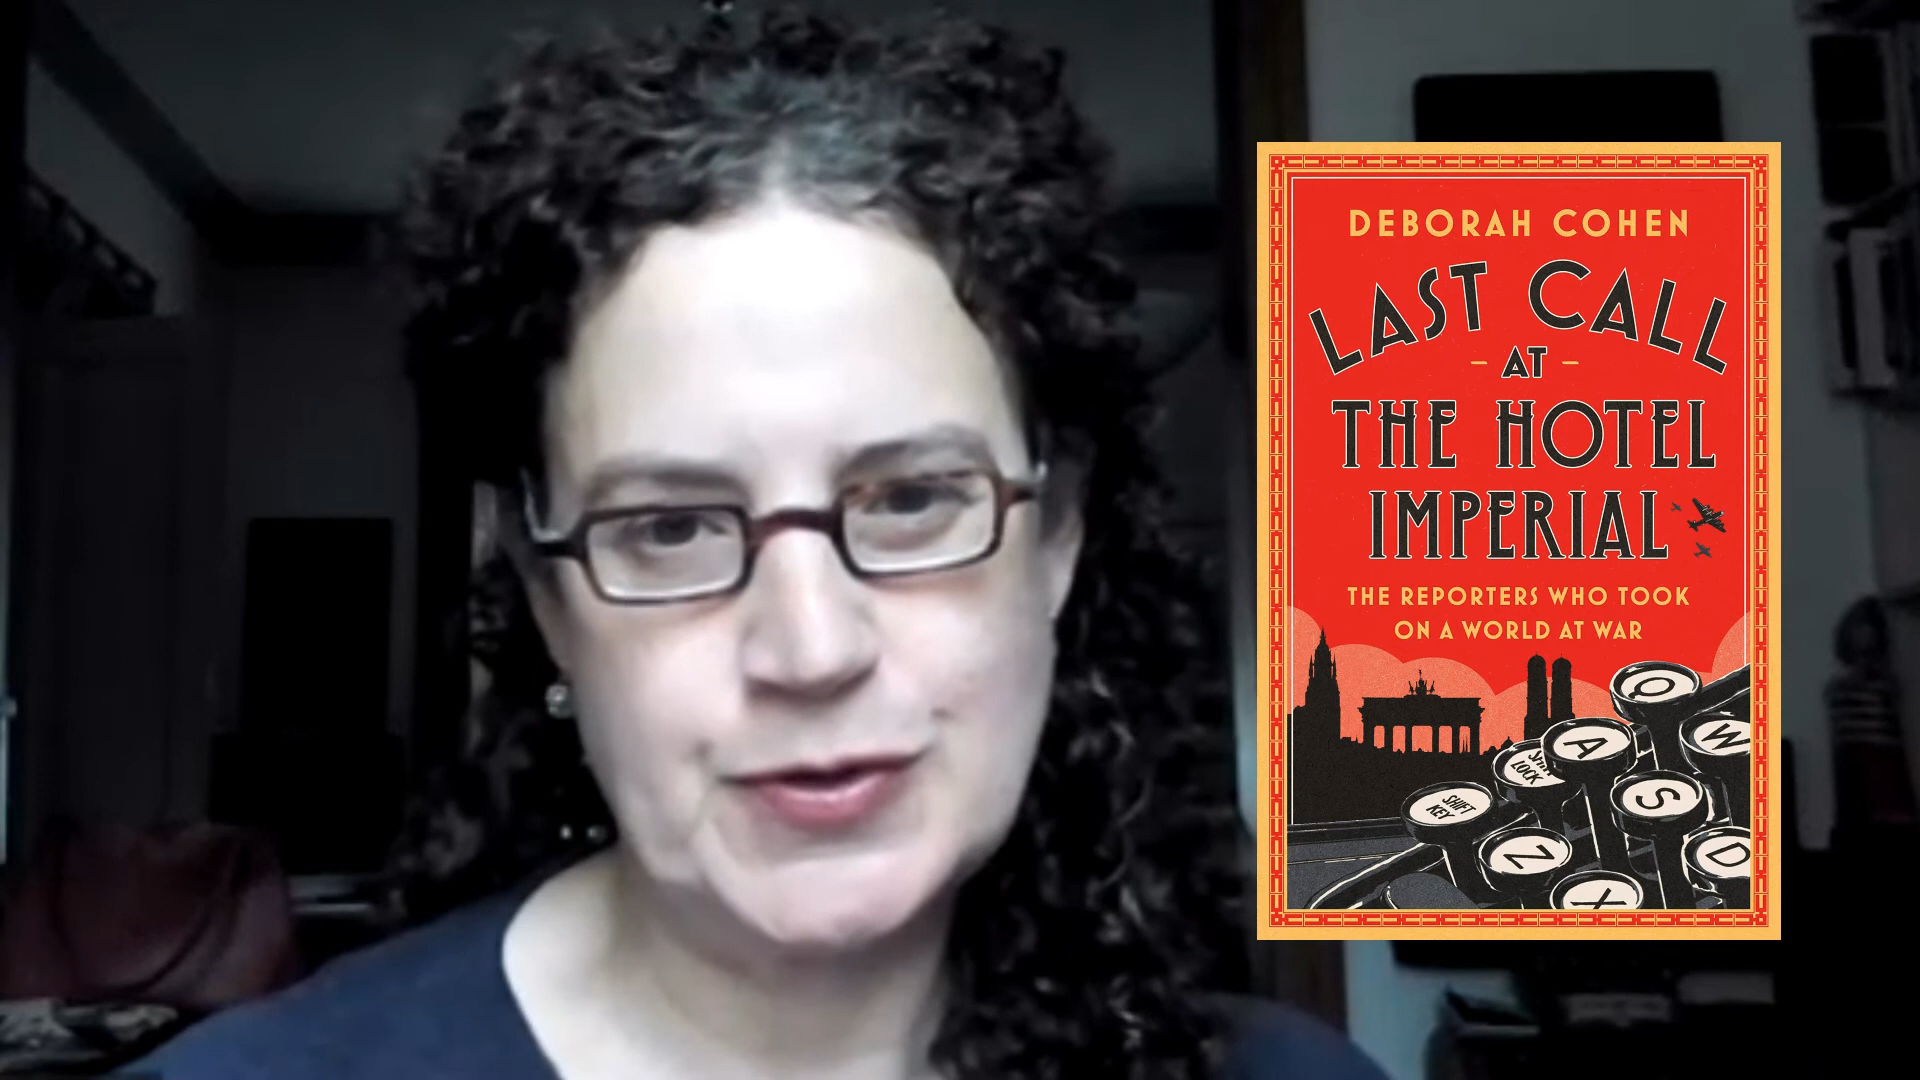 DEBORAH COHEN
LAST CALL
- AT -
THE HOTEL
IMPERIAL
THE REPORTERS WHO TOOK
ON A WORLD AT WAR
Q
W
A
SHIFT
LOCK
S
SHIFT
KEY
D
Z
X